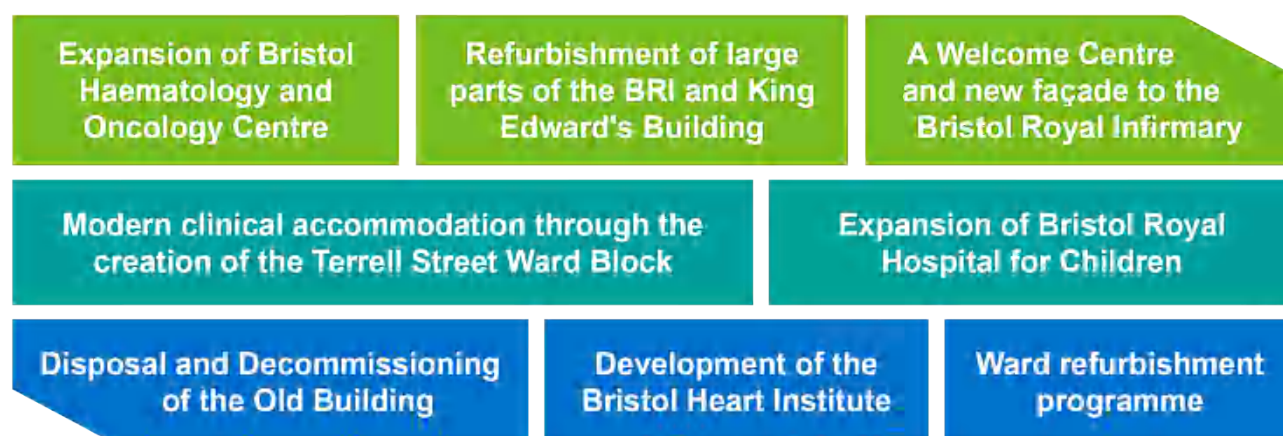 Expansion of Bristol
Haematology and
Oncology Centre
Refurbishment of large
parts of the BRI and King
Edward's Building
A Welcome Centre
and new façade to the
Bristol Royal Infirmary
Modern clinical accommodation through the
creation of the Terrell Street Ward Block
Expansion of Bristol Royal
Hospital for Children
Disposal and Decommissioning
of the Old Building
Development of the
Bristol Heart Institute
Ward refurbishment
programme